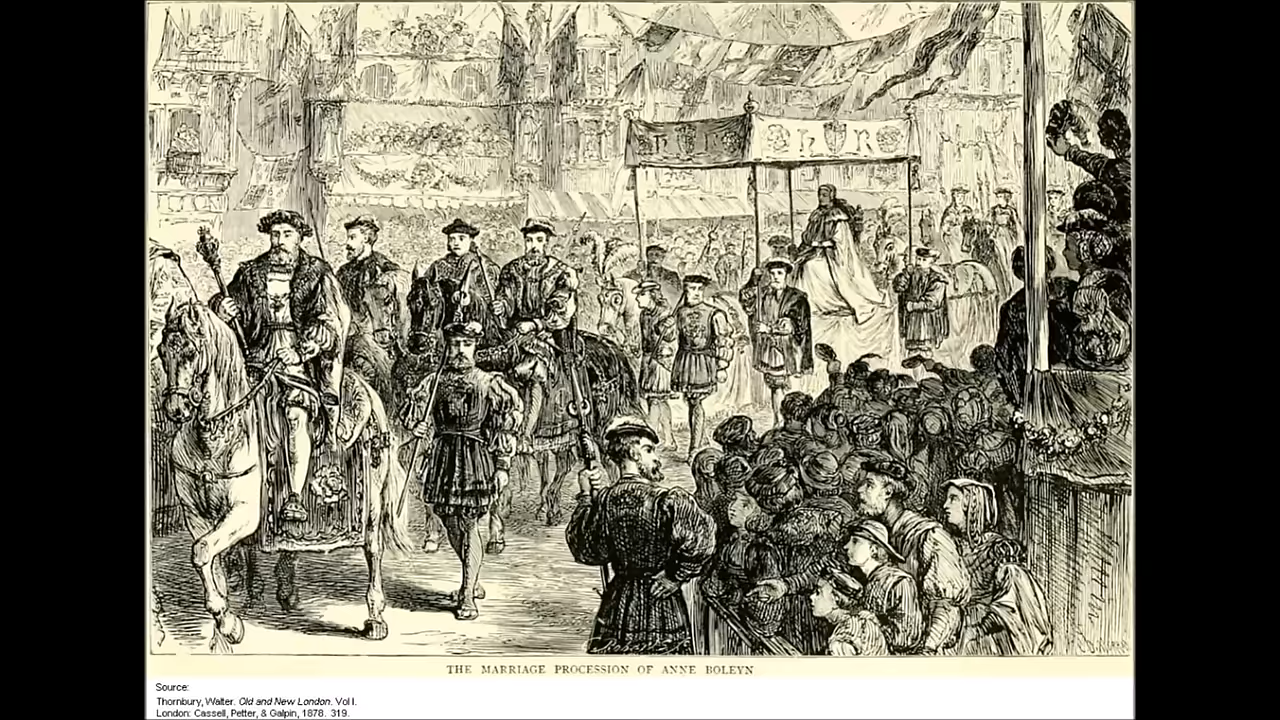 THE MARRIAGE PROCESSION OF ANNE BOLEYN
Source:
Thornbury, Walter. Old and New London. Vol I.
London: Cassell, Petter, & Galpin, 1878. 319.